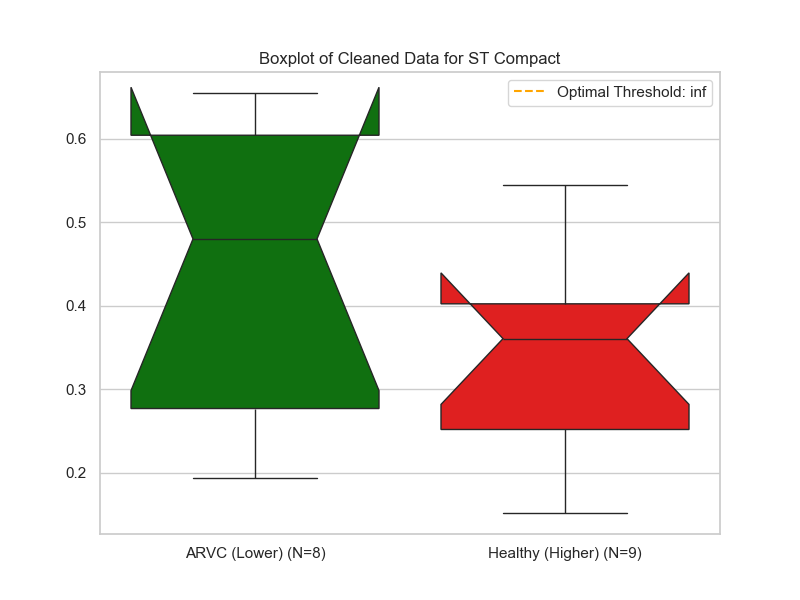 Boxplot of Cleaned Data for ST Compact
Optimal Threshold: inf
0.6
0.5
0.4
0.3
0.2
ARVC (Lower) (N=8)
Healthy (Higher) (N=9)